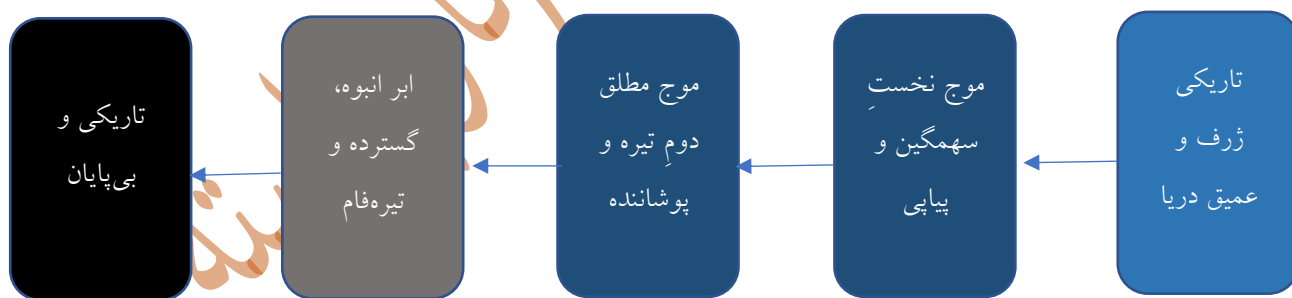 تاریکی
ژرف و
عمیق دریا
موج نخستِ
سهمگین و
پیاپی
موج مطلق
دومِ تیره و
پوشاننده
ابر انبوه،
گسترده و
تیره‌فام
تاریکی و
بی‌پایان